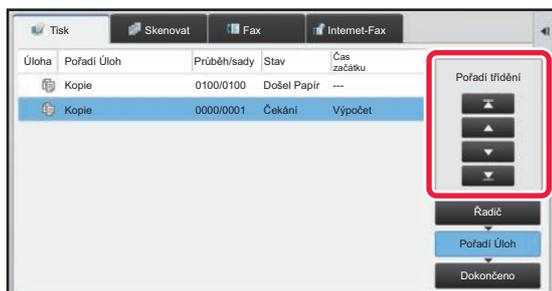 Tisk Skenovat Fax Internet-Fax
Úloha Pořadí Úloh Průběh/sady Stav Čas začátku
Kopie 0100/0100 Došel Papír ---
Kopie 0000/0001 Čekání Výpočet
Pořadí třídění
Řadič
Pořadí Úloh
Dokončeno